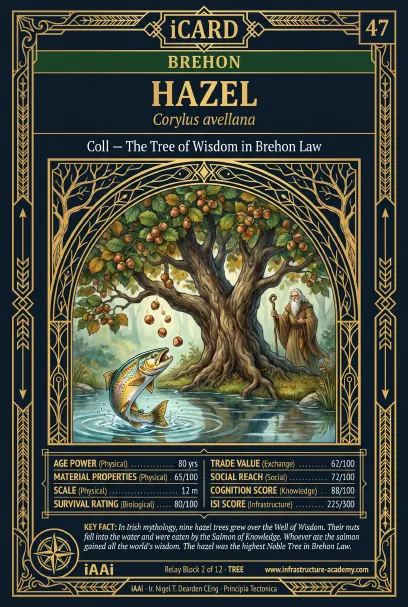 iCARD
47
BREHON
HAZEL
Corylus avellana
Coll — The Tree of Wisdom in Brehon Law
AGE POWER (Physical) ............ 80 yrs
MATERIAL PROPERTIES (Physical) . 65/100
SCALE (Physical) .................. 12 m
SURVIVAL RATING (Biological) ..... 80/100
TRADE VALUE (Exchange) ......... 62/100
SOCIAL REACH (Social) ........... 72/100
COGNITION SCORE (Knowledge) .... 88/100
ISI SCORE (Infrastructure) ....... 225/300
KEY FACT: In Irish mythology, nine hazel trees grew over the Well of Wisdom. Their nuts
fell into the water and were eaten by the Salmon of Knowledge. Whoever ate the salmon
gained all the world's wisdom. The hazel was the highest Noble Tree in Brehon Law.
iAAi
Relay Block 2 of 12 · TREE
www.infrastructure-academy.com
iAAi · Ir. Nigel T. Dearden CEng · Principia Tectonica